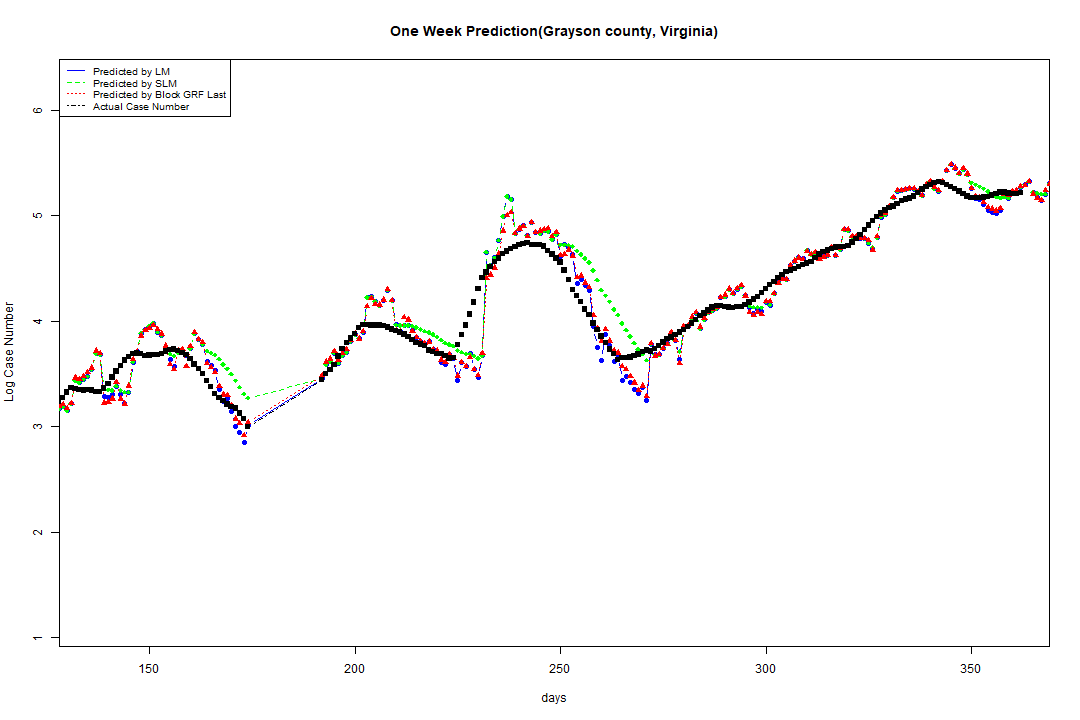 One Week Prediction(Grayson county, Virginia)
Predicted by LM
Predicted by SLM
Predicted by Block GRF Last
Actual Case Number
6
5
4
3
2
1
Log Case Number
150 200 250 300 350
days